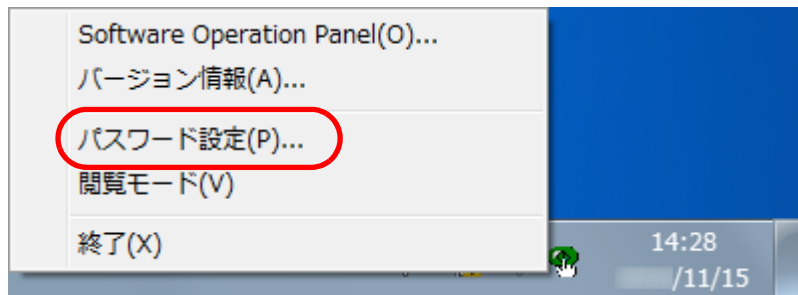 Software Operation Panel(O)...
バージョン情報(A)...
パスワード設定(P)...
閲覧モード(V)
終了(X)
14:28
/11/15